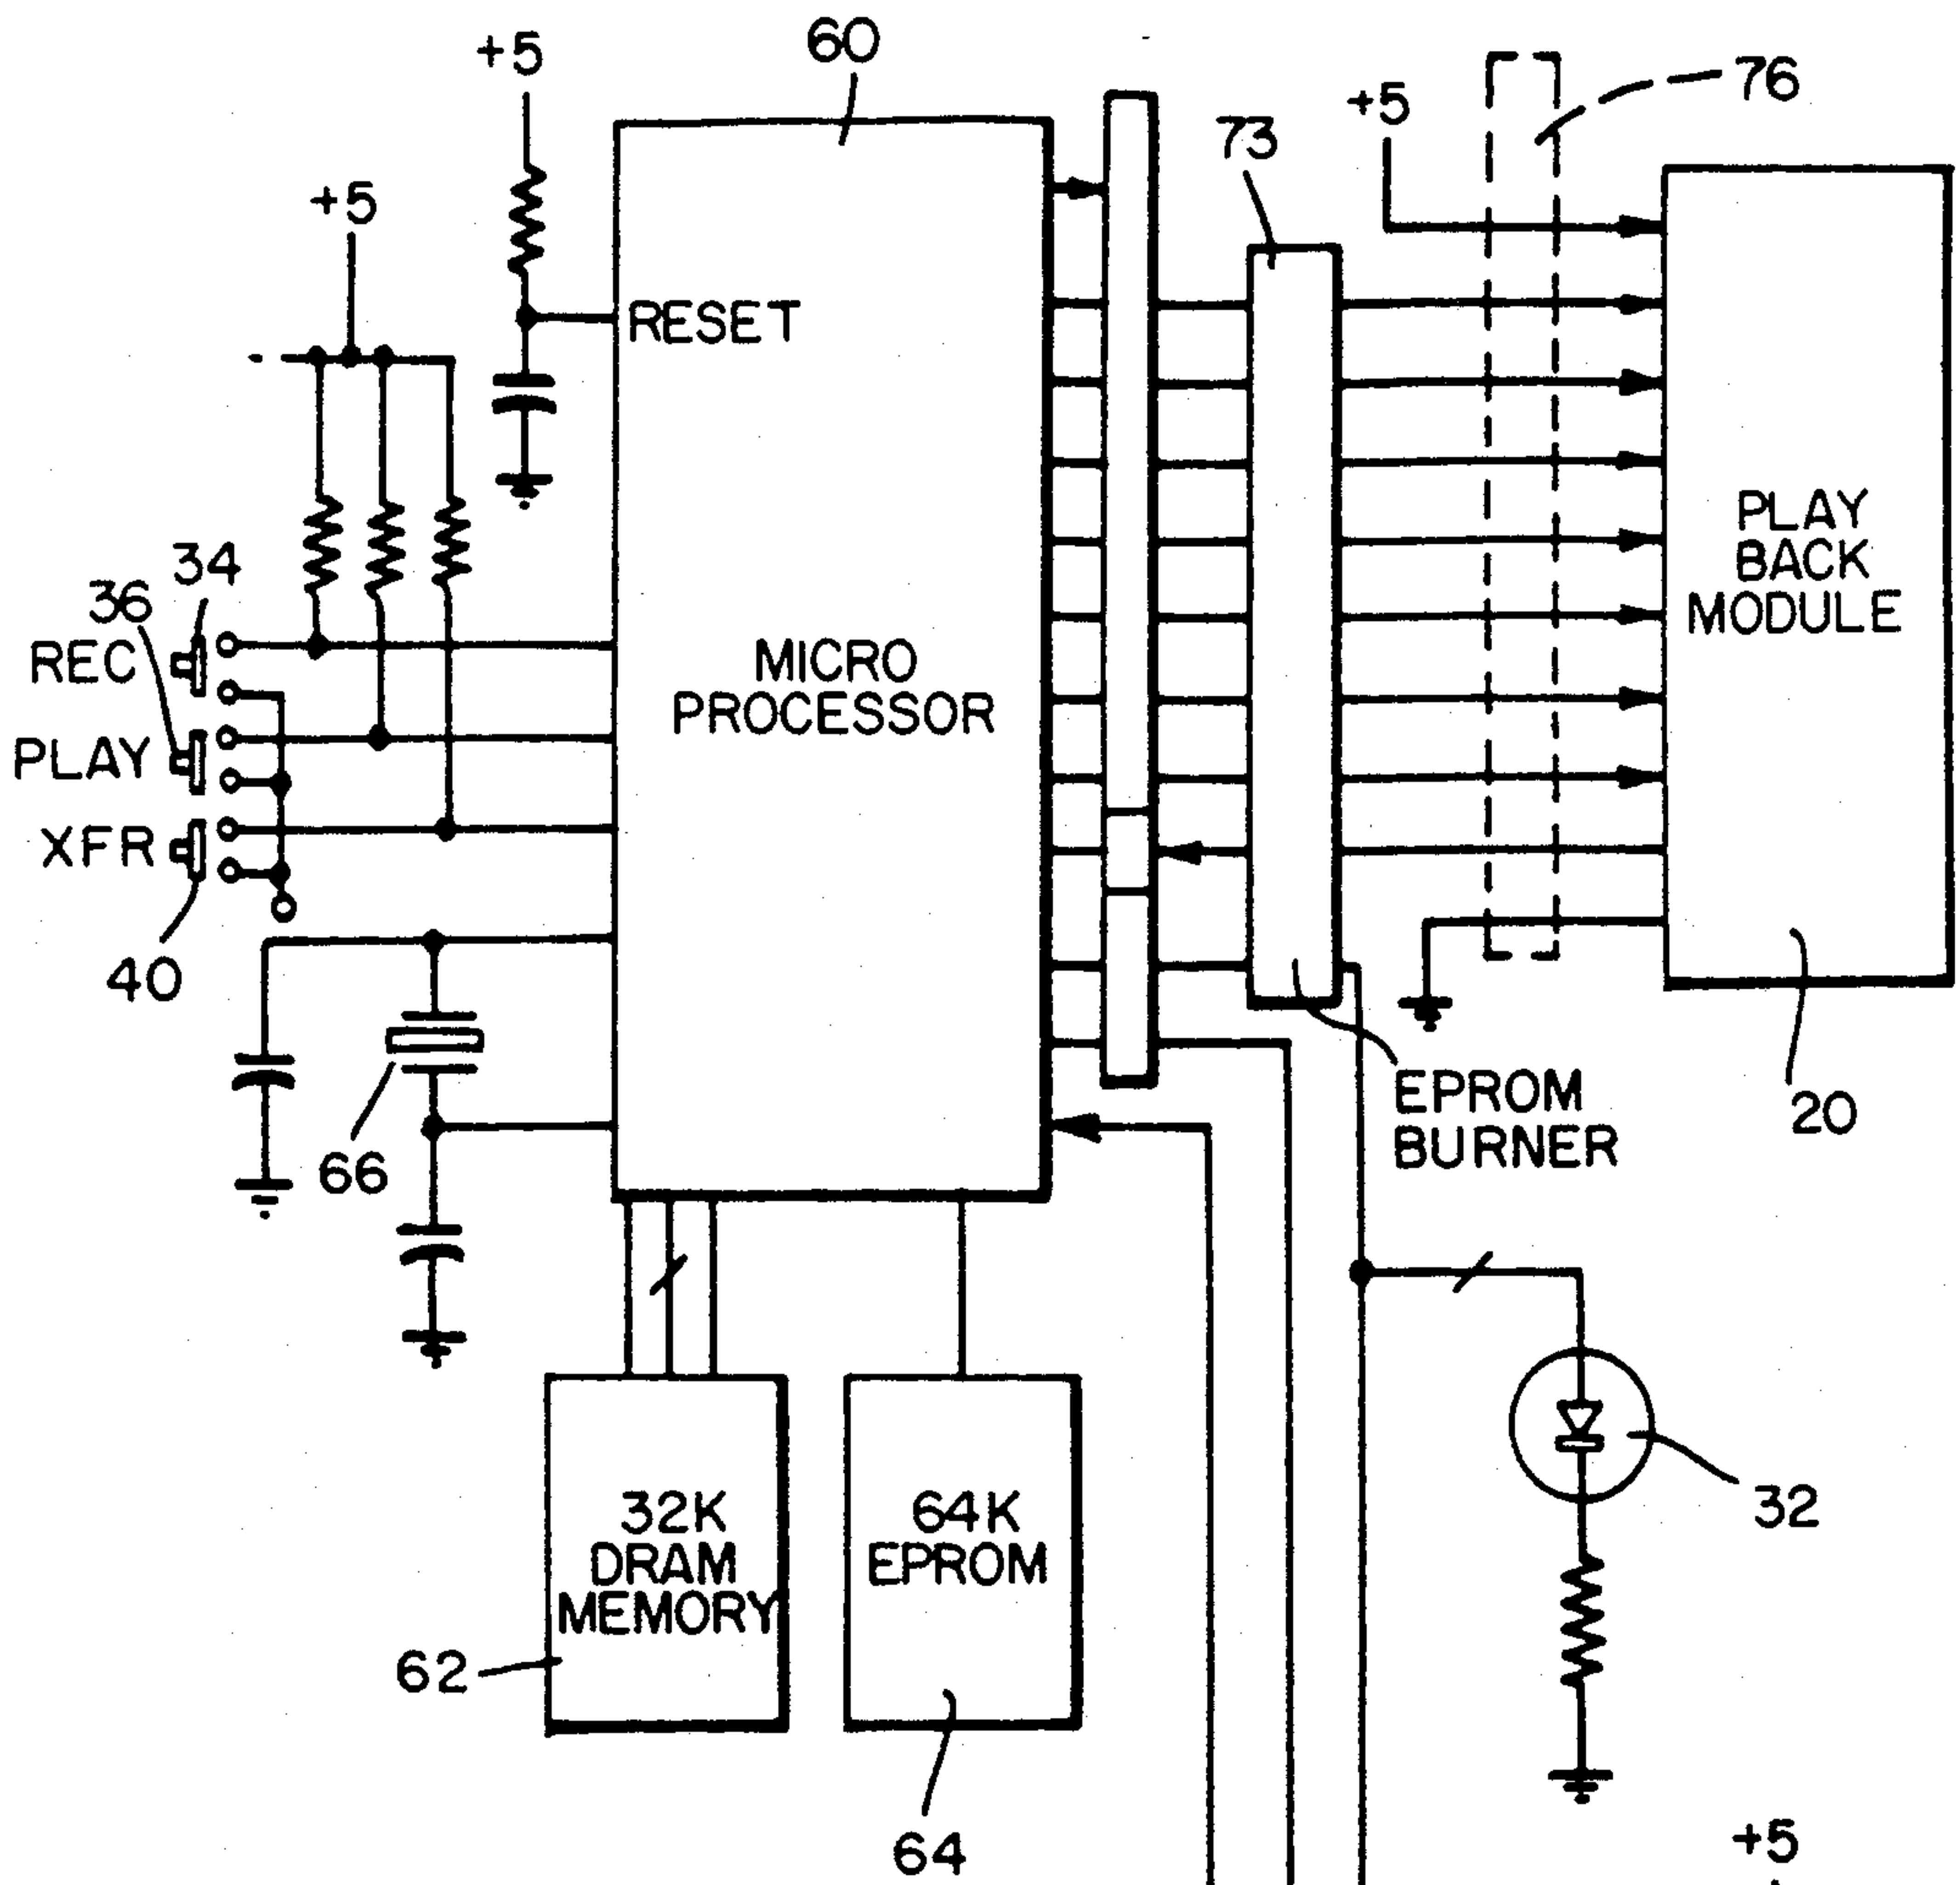 +5
60
+5
76
73
+5
RESET
34
36
REC
PLAY
XFR
40
MICRO
PROCESSOR
PLAY
BACK
MODULE
66
EPROM
BURNER
20
32K
DRAM
MEMORY
64K
EPROM
32
62
64
+5